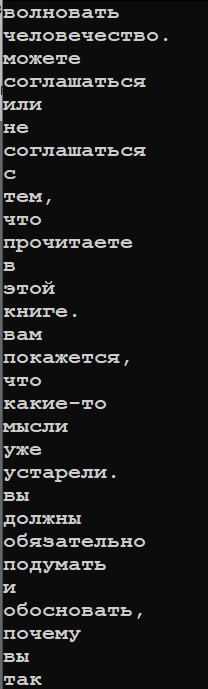 волновать
человечество.
можете
соглашаться
или
не
соглашаться
с
тем,
что
прочитаете
в
этой
книге.
вам
покажется,
что
какие-то
мысли
уже
устарели.
вы
должны
обязательно
подумать
и
обосновать,
почему
вы
так